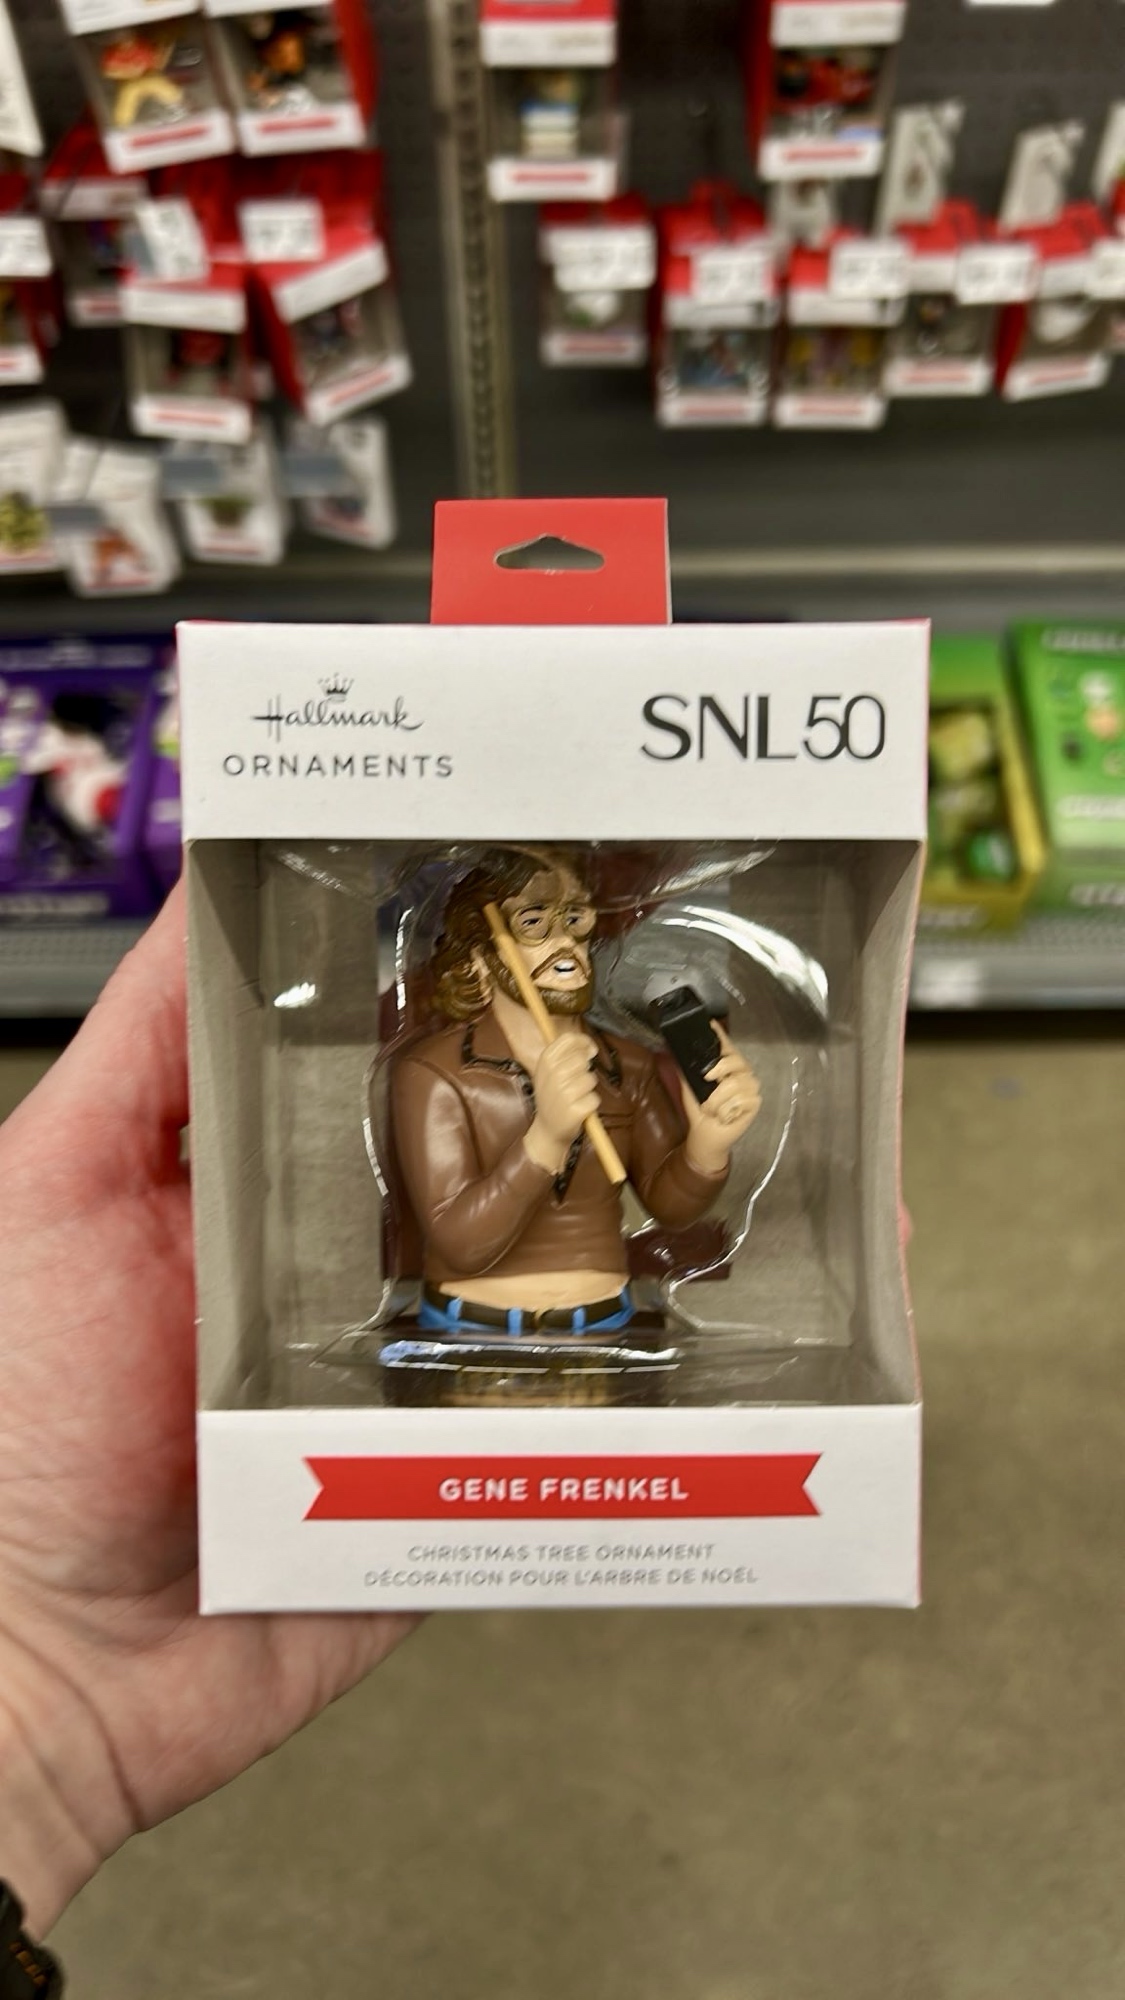 Hallmark
ORNAMENTS
SNL50
GENE FRENKEL
CHRISTMAS TREE ORNAMENT
DÉCORATION POUR L'ARBRE DE NOËL